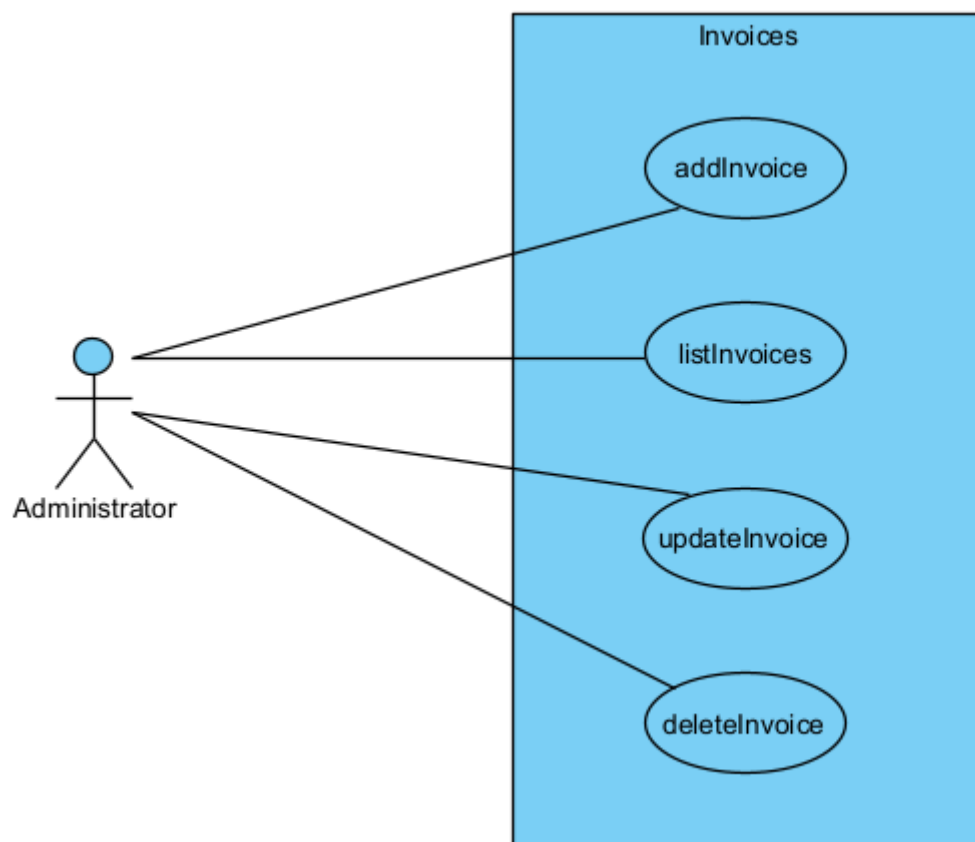 Invoices
addInvoice
listInvoices
Administrator
updateInvoice
deleteInvoice